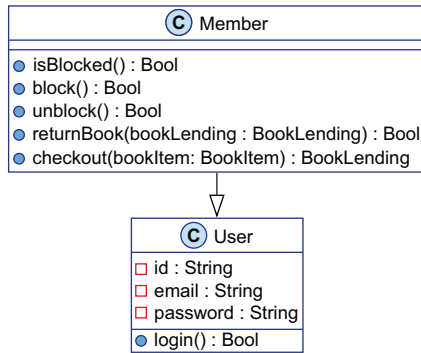 C Member
isBlocked() : Bool
block() : Bool
unblock() : Bool
returnBook(bookLending : BookLending) : Bool
checkout(bookItem: BookItem) : BookLending
C User
id : String
email : String
password : String
login() : Bool